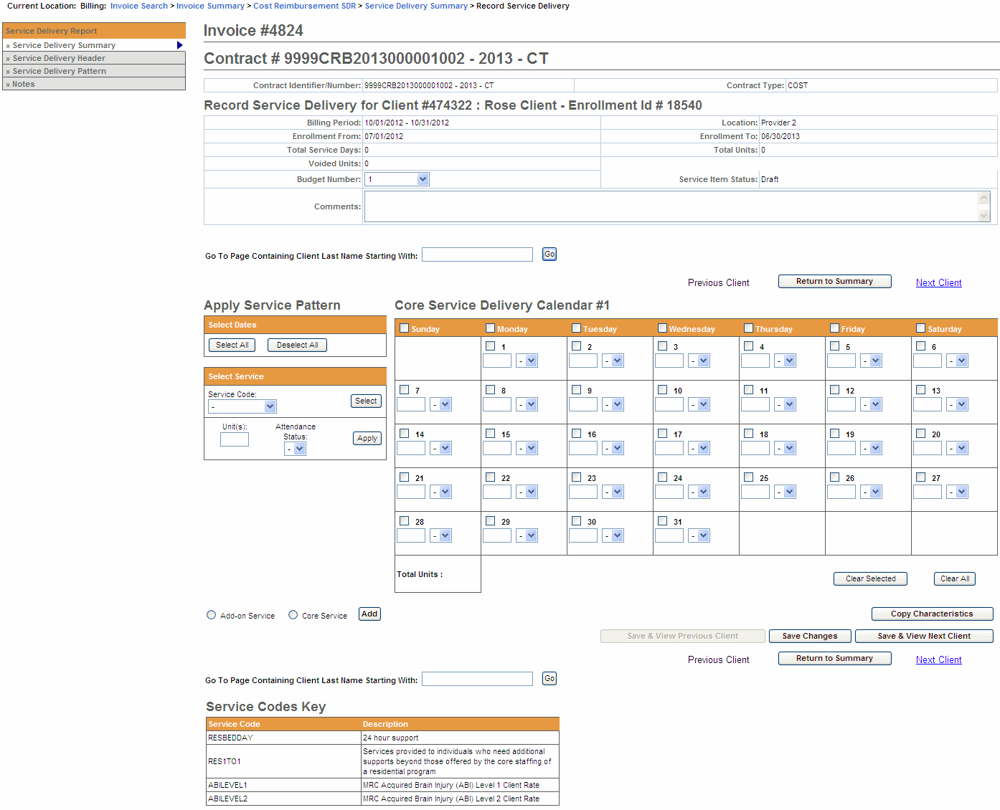 Current Location: Billing: Invoice Search > Invoice Summary > Cost Reimbursement SDR > Service Delivery Summary > Record Service Delivery
Service Delivery Report
» Service Delivery Summary
» Service Delivery Header
» Service Delivery Pattern
» Notes
Invoice #4824
Contract # 9999CRB2013000001002 - 2013 - CT
Contract Identifier/Number: 9999CRB2013000001002 - 2013 - CT Contract Type: COST
Record Service Delivery for Client #474322 : Rose Client - Enrollment Id # 18540
Billing Period: 10/01/2012 - 10/31/2012 Location: Provider 2
Enrollment From: 07/01/2012 Enrollment To: 06/30/2013
Total Service Days: 0 Total Units: 0
Voided Units: 0
Budget Number: 1 Service Item Status: Draft
Comments:
Go To Page Containing Client Last Name Starting With: Go
Previous Client Return to Summary Next Client
Apply Service Pattern
Select Dates
Select All Deselect All
Select Service
Service Code:
- Select
Unit(s): Attendance Status:
- Apply
Core Service Delivery Calendar #1
Sunday Monday Tuesday Wednesday Thursday Friday Saturday
1 2 3 4 5 6
- - - - - -
7 8 9 10 11 12 13
- - - - - - -
14 15 16 17 18 19 20
- - - - - - -
21 22 23 24 25 26 27
- - - - - - -
28 29 30 31
- - - -
Total Units :
Clear Selected Clear All
Add-on Service Core Service Add Copy Characteristics
Save & View Previous Client Save Changes Save & View Next Client
Previous Client Return to Summary Next Client
Go To Page Containing Client Last Name Starting With: Go
Service Codes Key
Service Code Description
RESBEDDAY 24 hour support
RES1TO1 Services provided to individuals who need additional
supports beyond those offered by the core staffing of
a residential program
ABILEVEL1 MRC Acquired Brain Injury (ABI) Level 1 Client Rate
ABILEVEL2 MRC Acquired Brain Injury (ABI) Level 2 Client Rate